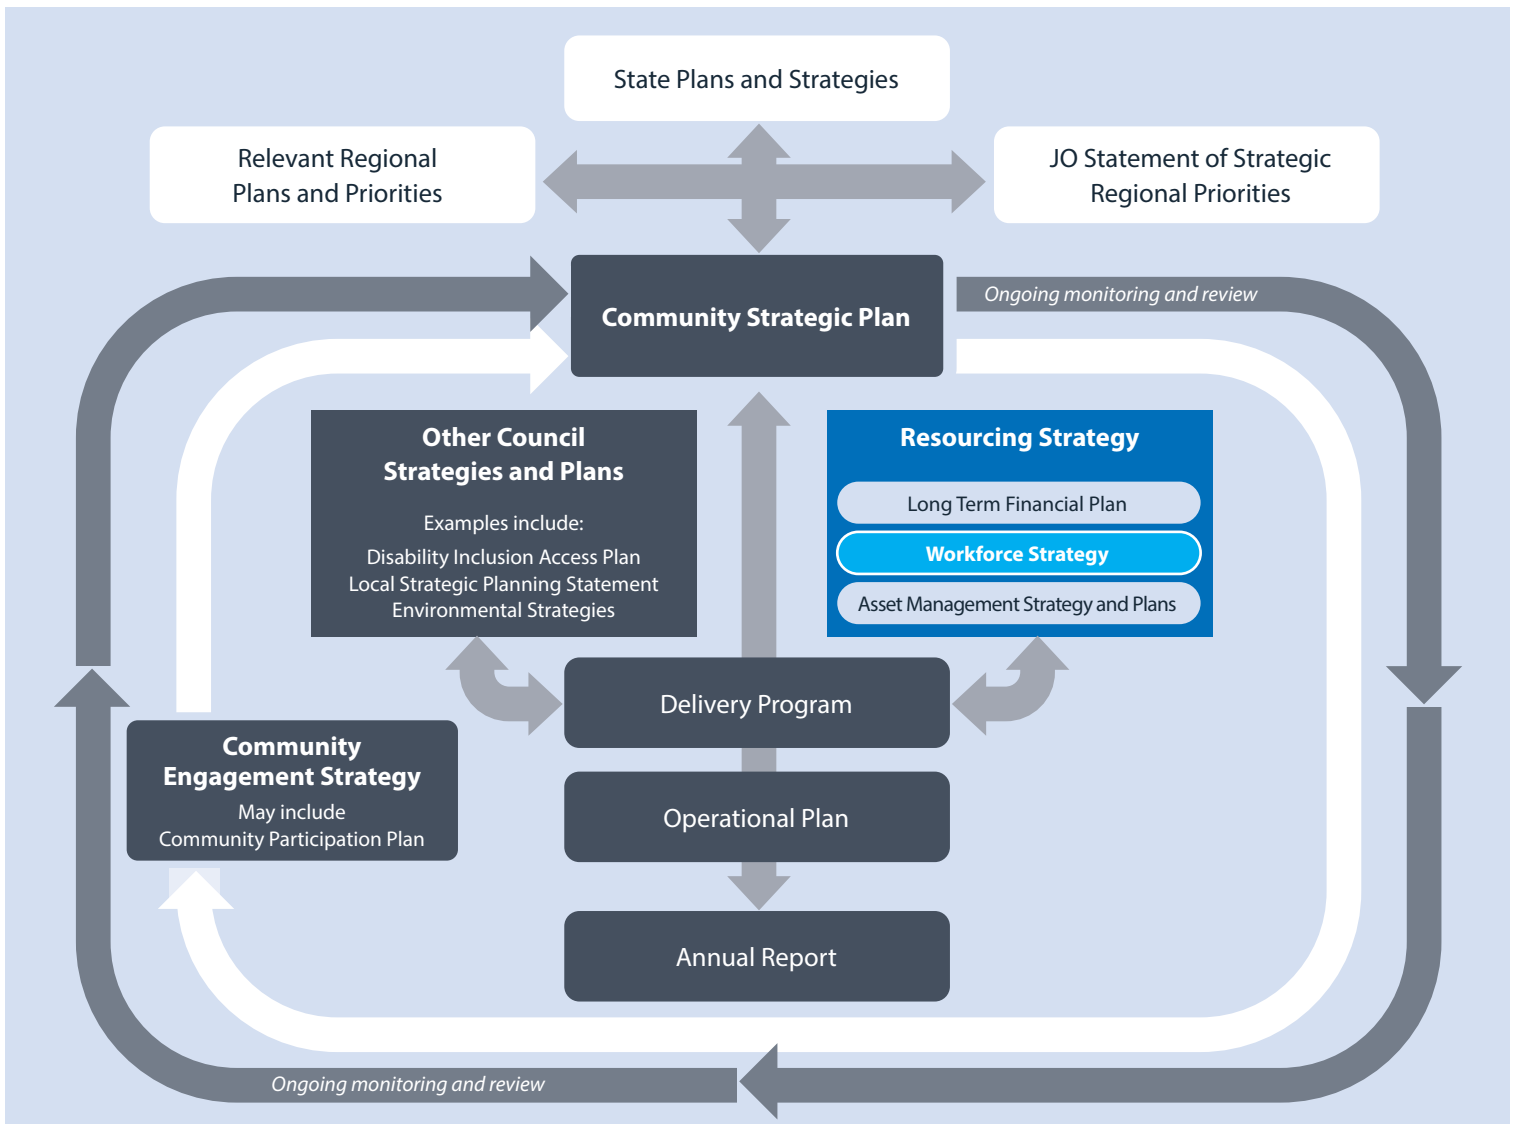 State Plans and Strategies
Relevant Regional
Plans and Priorities
JO Statement of Strategic
Regional Priorities
Community Strategic Plan
Ongoing monitoring and review
Other Council
Strategies and Plans
Examples include:
Disability Inclusion Access Plan
Local Strategic Planning Statement
Environmental Strategies
Resourcing Strategy
Long Term Financial Plan
Workforce Strategy
Asset Management Strategy and Plans
Delivery Program
Community
Engagement Strategy
May include
Community Participation Plan
Operational Plan
Annual Report
Ongoing monitoring and review